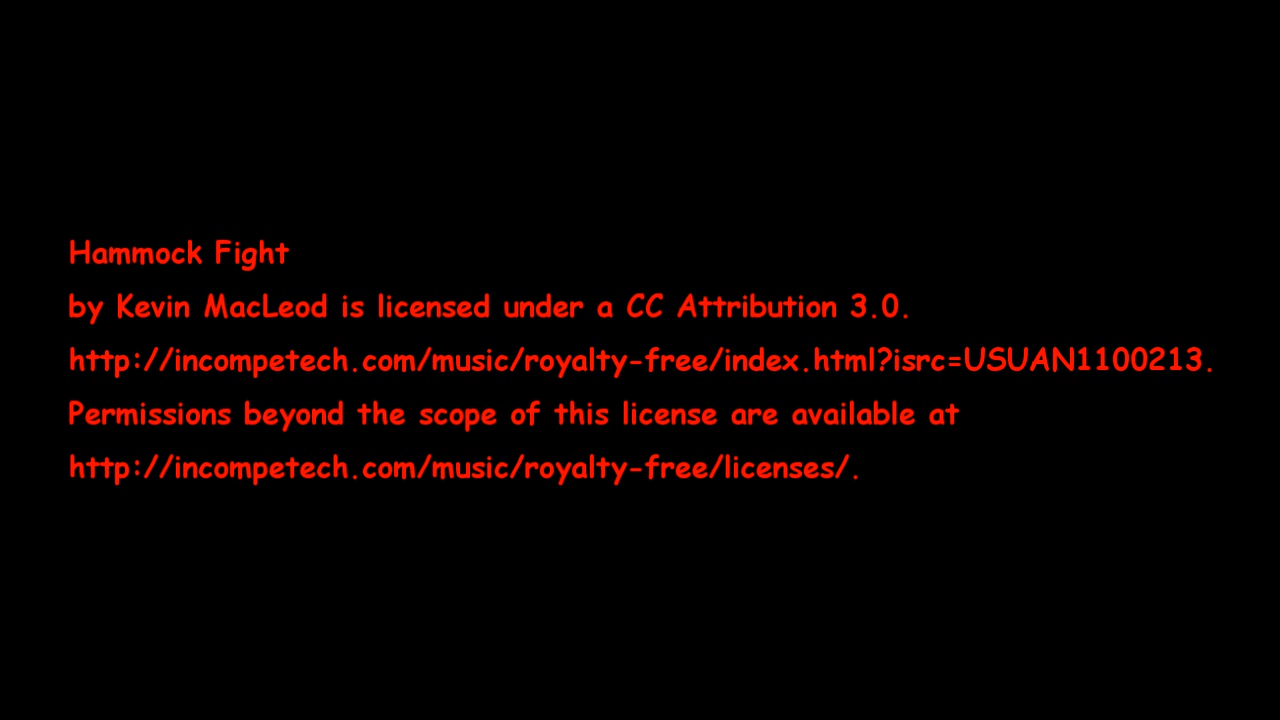 Hammock Fight
by Kevin MacLeod is licensed under a CC Attribution 3.0.
http://incompetech.com/music/royalty-free/index.html?isrc=USUAN1100213.
Permissions beyond the scope of this license are available at
http://incompetech.com/music/royalty-free/licenses/.